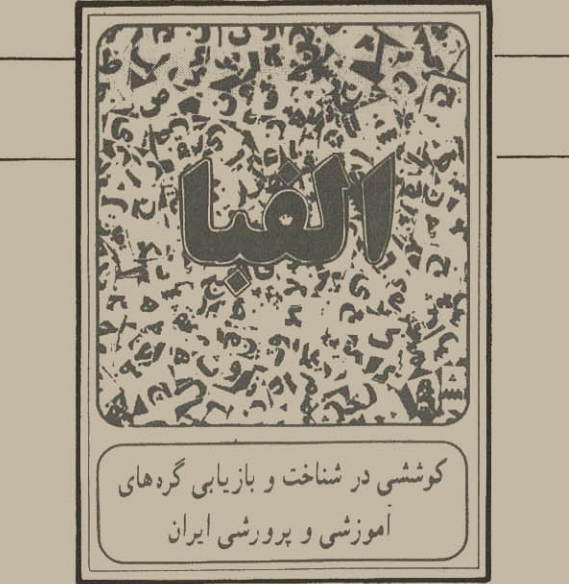 الفبا
کوششی در شناخت و بازیابی گره‌های
آموزشی و پرورشی ایران